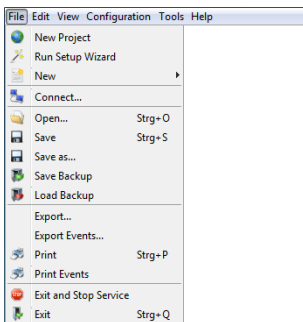 File Edit View Configuration Tools Help
New Project
Run Setup Wizard
New
Connect...
Open... Strg+O
Save Strg+S
Save as...
Save Backup
Load Backup
Export...
Export Events...
Print Strg+P
Print Events
Exit and Stop Service
Exit Strg+Q